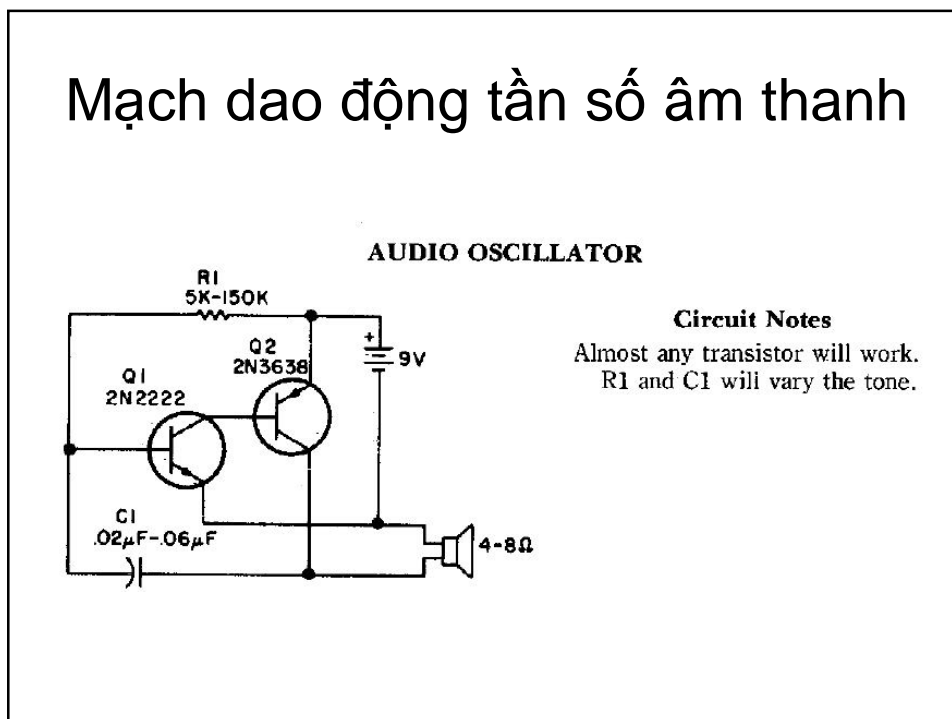 Mạch dao động tần số âm thanh
AUDIO OSCILLATOR
R1
5K-150K
Q2
2N3638
+
9V
Q1
2N2222
C1
.02µF-.06µF
4-8Ω
Circuit Notes
Almost any transistor will work.
R1 and C1 will vary the tone.